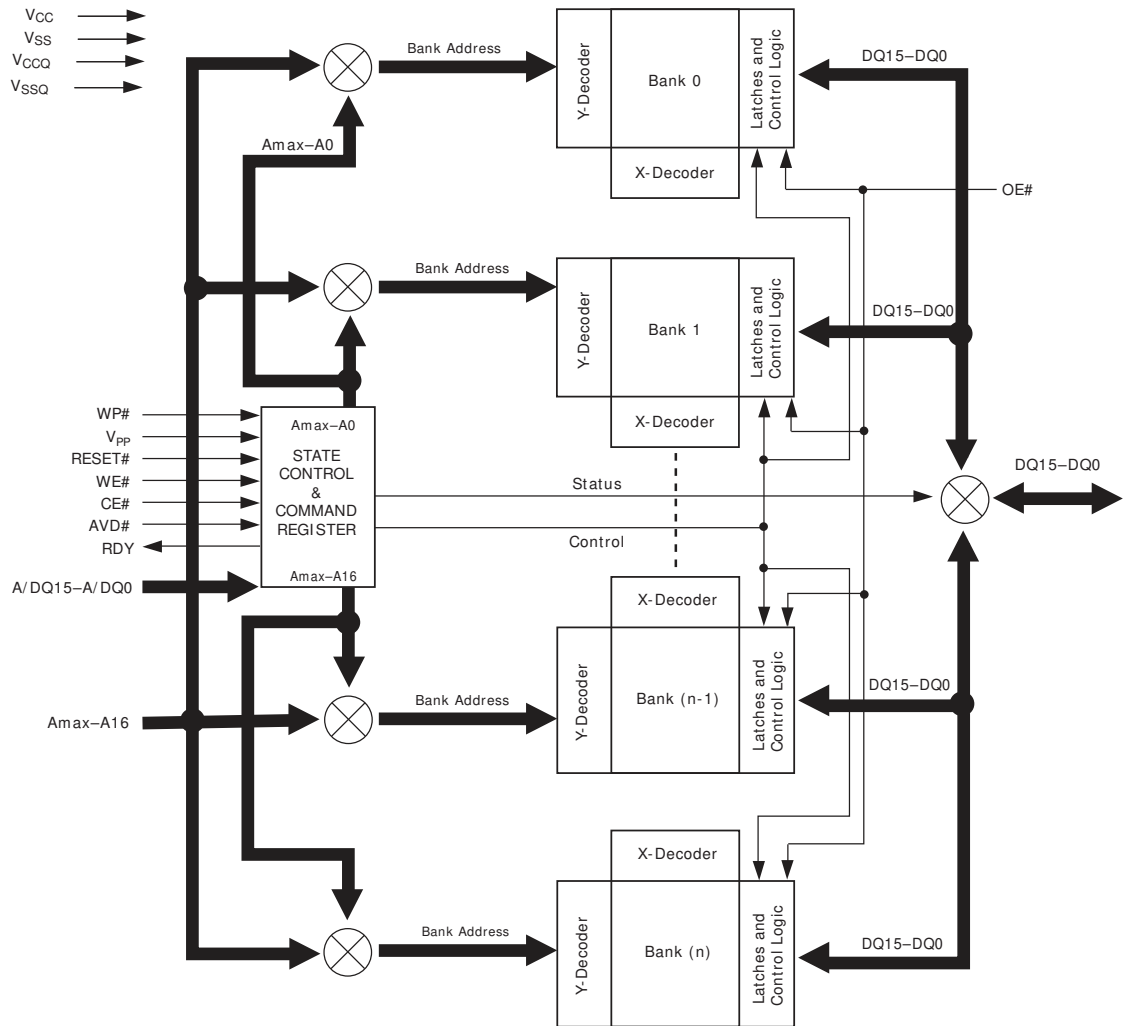 VCC
VSS
VCCQ
VSSQ
Bank Address
Y-Decoder
Bank 0
Latches and
Control Logic
X-Decoder
DQ15–DQ0
Amax–A0
OE#
Bank Address
Y-Decoder
Bank 1
Latches and
Control Logic
X-Decoder
DQ15–DQ0
WP#
VPP
RESET#
WE#
CE#
AVD#
RDY
A/DQ15–A/DQ0
Amax–A0
STATE
CONTROL
&
COMMAND
REGISTER
Amax–A16
Status
Control
DQ15–DQ0
X-Decoder
Bank Address
Y-Decoder
Bank (n-1)
Latches and
Control Logic
DQ15–DQ0
Amax–A16
X-Decoder
Bank Address
Y-Decoder
Bank (n)
Latches and
Control Logic
DQ15–DQ0